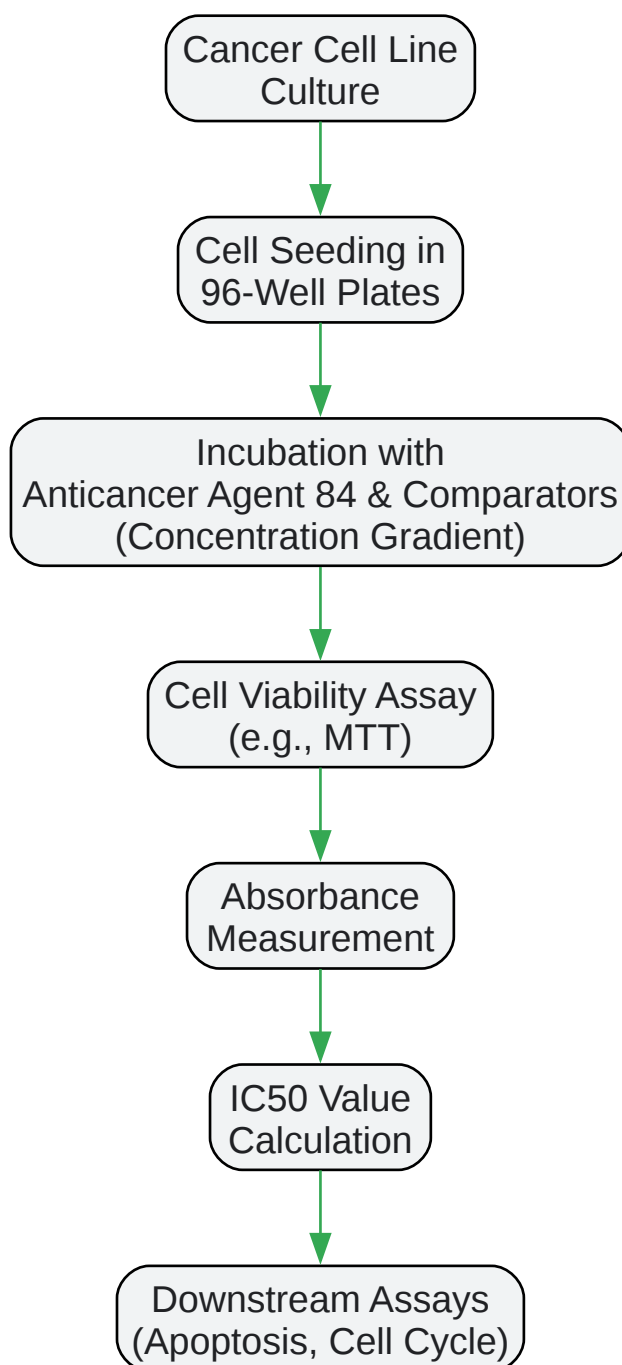 Cancer Cell Line
Culture
Cell Seeding in
96-Well Plates
Incubation with
Anticancer Agent 84 & Comparators
(Concentration Gradient)
Cell Viability Assay
(e.g., MTT)
Absorbance
Measurement
IC50 Value
Calculation
Downstream Assays
(Apoptosis, Cell Cycle)